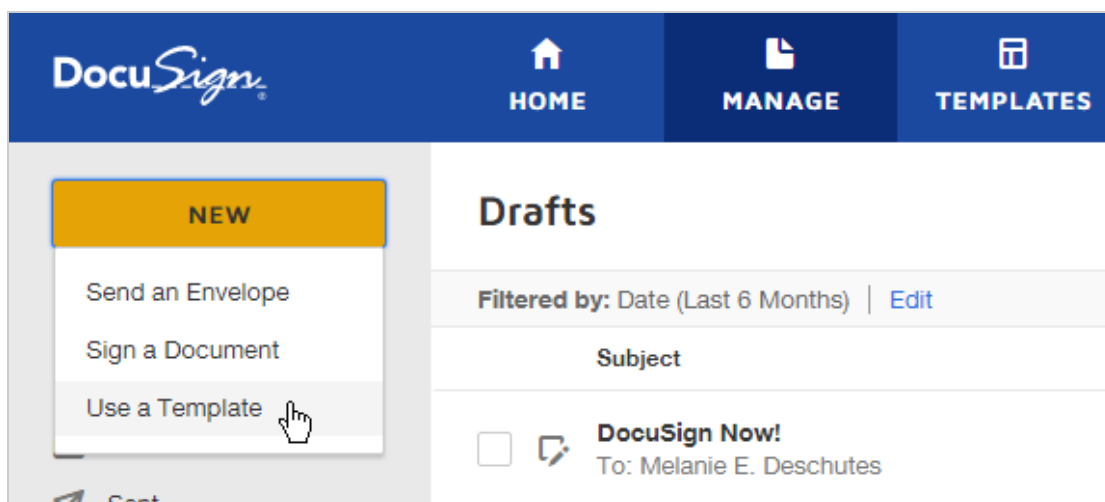 DocuSign
HOME
MANAGE
TEMPLATES
NEW
Send an Envelope
Sign a Document
Use a Template
Sent
Drafts
Filtered by: Date (Last 6 Months) | Edit
Subject
DocuSign Now!
To: Melanie E. Deschutes